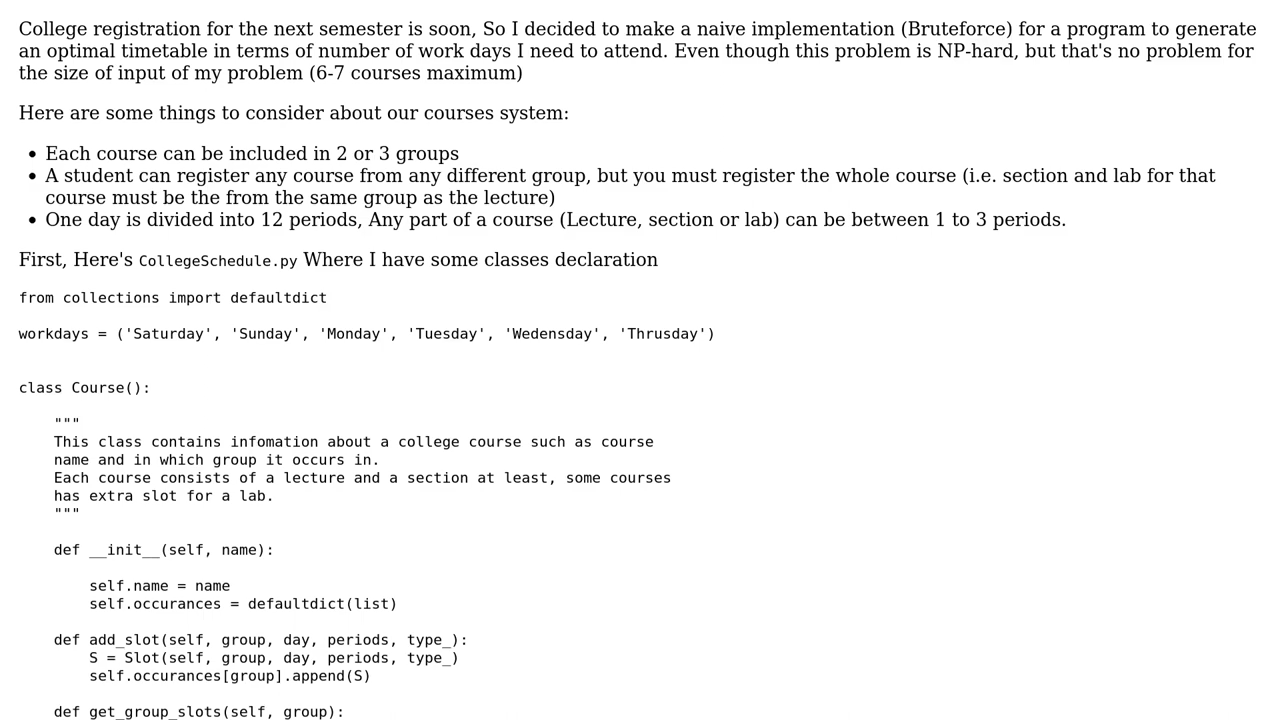 College registration for the next semester is soon, So I decided to make a naive implementation (Bruteforce) for a program to generate
an optimal timetable in terms of number of work days I need to attend. Even though this problem is NP-hard, but that's no problem for
the size of input of my problem (6-7 courses maximum)
Here are some things to consider about our courses system:
• Each course can be included in 2 or 3 groups
• A student can register any course from any different group, but you must register the whole course (i.e. section and lab for that
course must be the from the same group as the lecture)
• One day is divided into 12 periods, Any part of a course (Lecture, section or lab) can be between 1 to 3 periods.
First, Here's CollegeSchedule.py Where I have some classes declaration
from collections import defaultdict
workdays = ('Saturday', 'Sunday', 'Monday', 'Tuesday', 'Wedensday', 'Thrusday')
class Course():
    """
    This class contains infomation about a college course such as course
    name and in which group it occurs in.
    Each course consists of a lecture and a section at least, some courses
    has extra slot for a lab.
    """
    def __init__(self, name):
        self.name = name
        self.occurances = defaultdict(list)
    def add_slot(self, group, day, periods, type_):
        S = Slot(self, group, day, periods, type_)
        self.occurances[group].append(S)
    def get_group_slots(self, group):